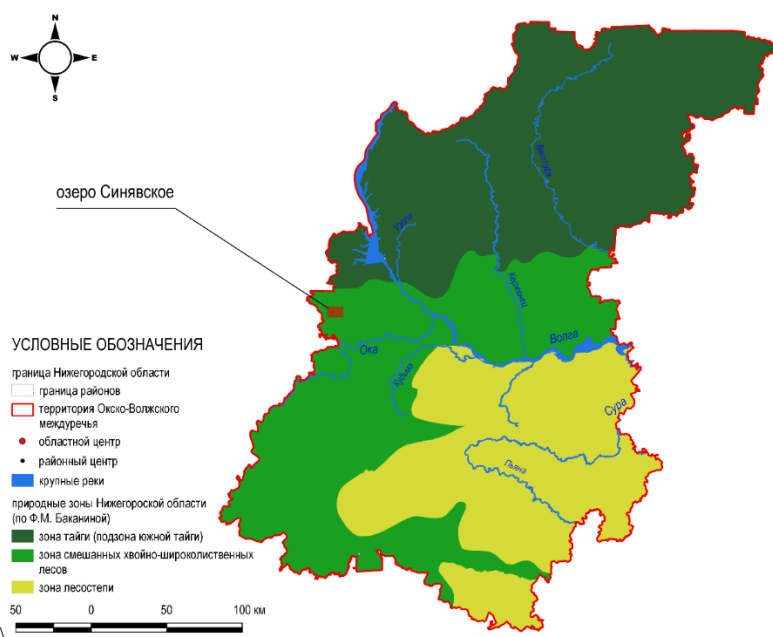 N
W
E
S
озеро Синявское
Ветлуга
Узола
Керженец
Волга
Ока
Кудьма
Сура
Пьяна
УСЛОВНЫЕ ОБОЗНАЧЕНИЯ
граница Нижегородской области
граница районов
территория Окско-Волжского
междуречья
областной центр
районный центр
крупные реки
природные зоны Нижегороской области
(по Ф.М. Баканиной)
зона тайги (подзона южной тайги)
зона смешанных хвойно-широколиственных
лесов
зона лесостепи
50 0 50 100 км